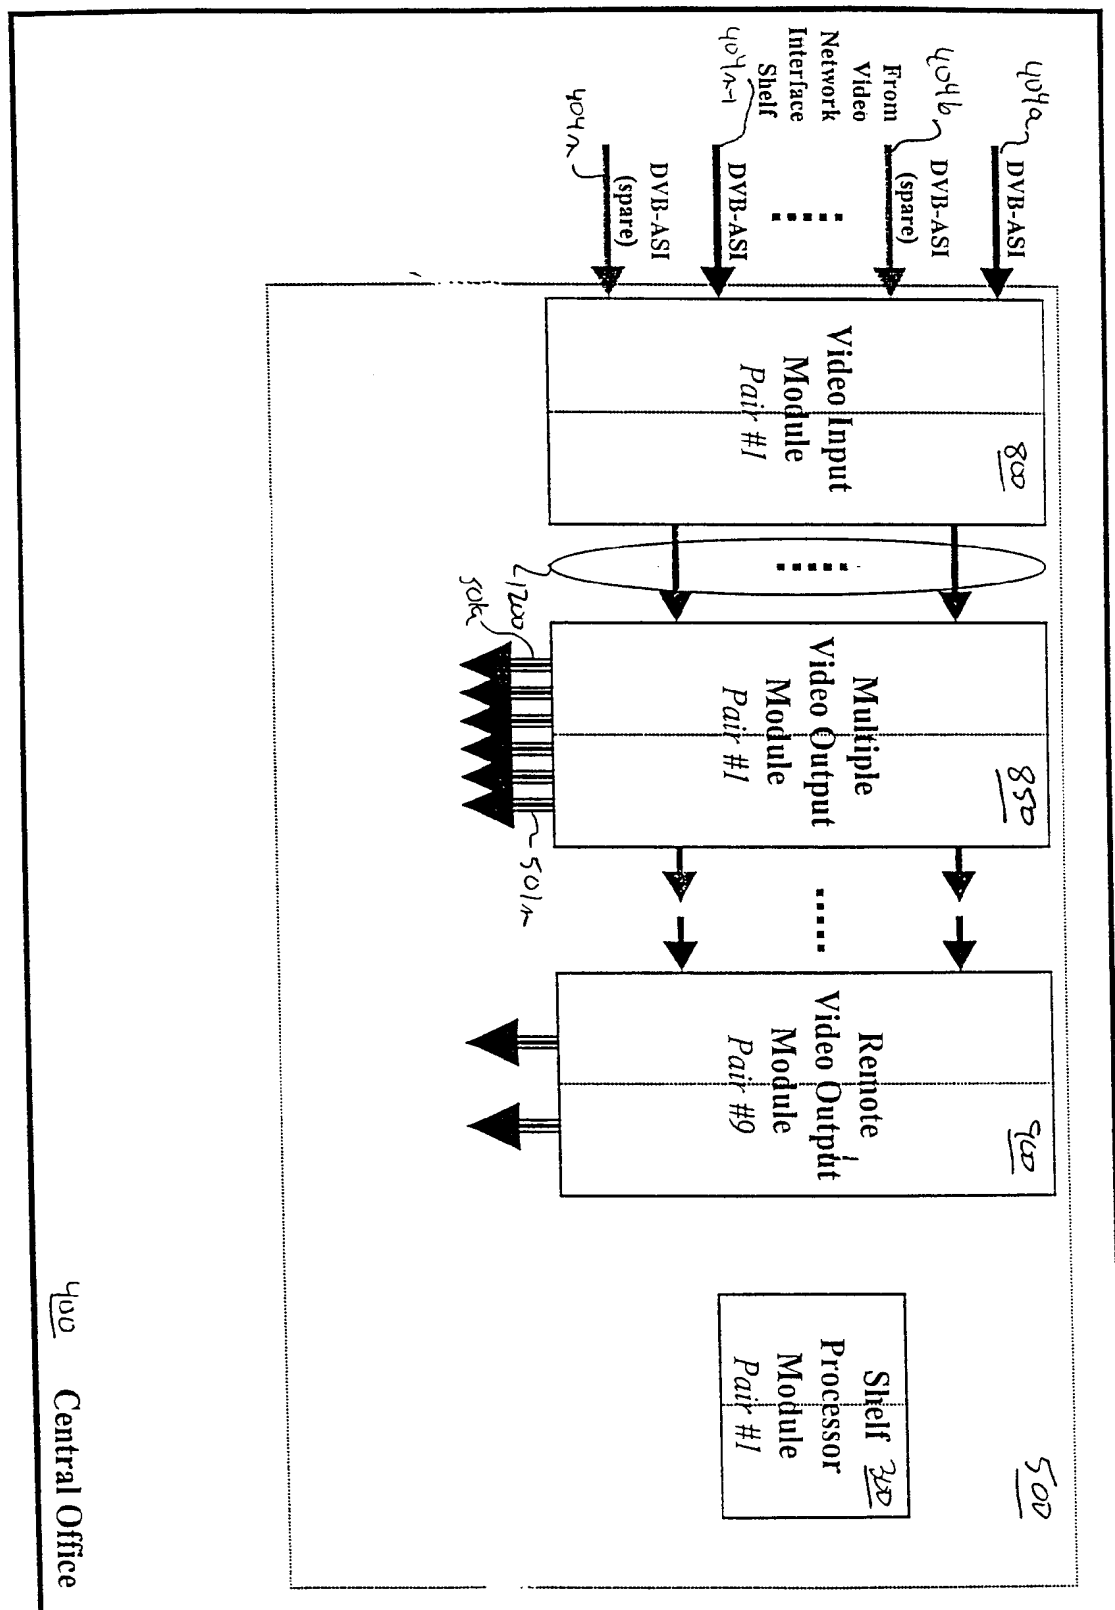 404a
DVB-ASI
404b
DVB-ASI
(spare)
From
Video
Network
Interface
Shelf
404n-1
DVB-ASI
404n
DVB-ASI
(spare)
800
Video Input
Module
Pair #1
1200
850
Multiple
Video Output
Module
Pair #1
501a
501n
900
Remote
Video Output
Module
Pair #9
Shelf 300
Processor
Module
Pair #1
500
400 Central Office